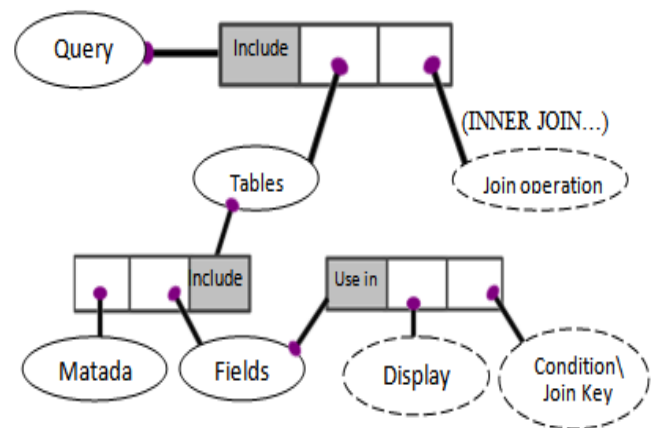 Query
Include
(INNER JOIN...)
Tables
Join operation
Include
Use in
Matada
Fields
Display
Condition\
Join Key